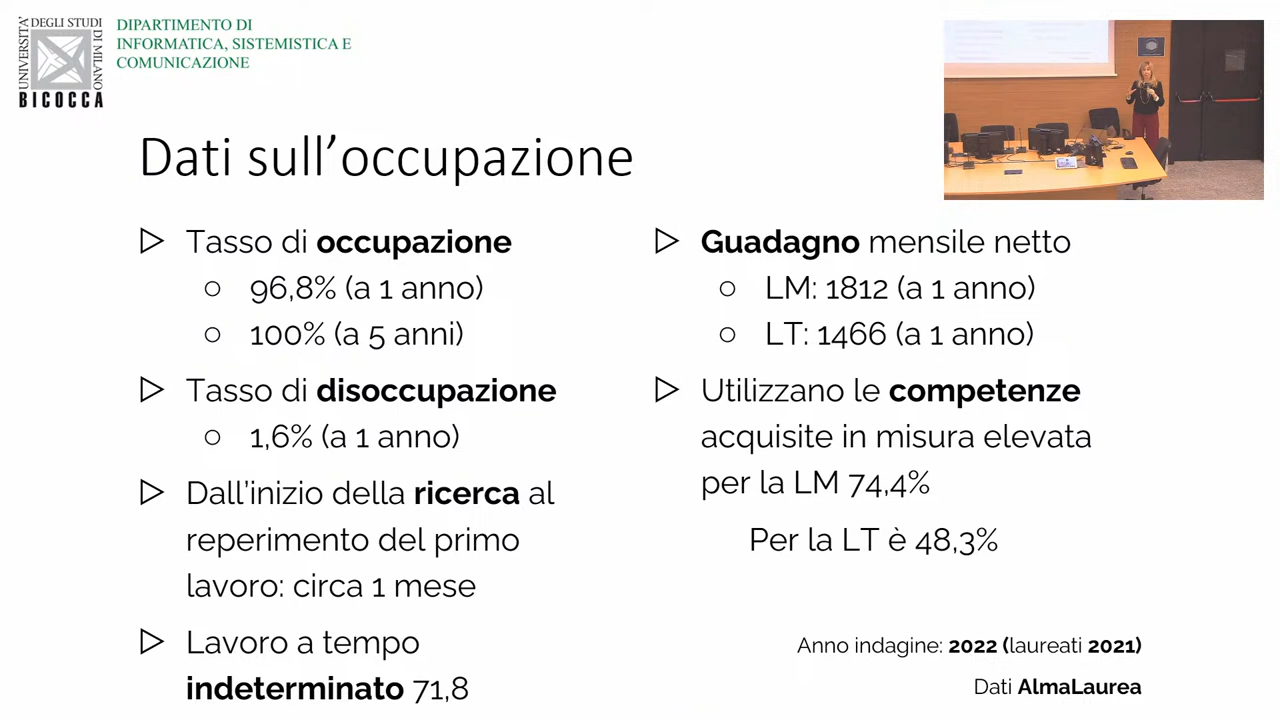 UNIVERSITÀ DEGLI STUDI DI MILANO
BICOCCA
DIPARTIMENTO DI
INFORMATICA, SISTEMISTICA E
COMUNICAZIONE
Dati sull'occupazione
Tasso di occupazione
96,8% (a 1 anno)
100% (a 5 anni)
Tasso di disoccupazione
1,6% (a 1 anno)
Dall'inizio della ricerca al
reperimento del primo
lavoro: circa 1 mese
Lavoro a tempo
indeterminato 71,8
Guadagno mensile netto
LM: 1812 (a 1 anno)
LT: 1466 (a 1 anno)
Utilizzano le competenze
acquisite in misura elevata
per la LM 74,4%
Per la LT è 48,3%
Anno indagine: 2022 (laureati 2021)
Dati AlmaLaurea